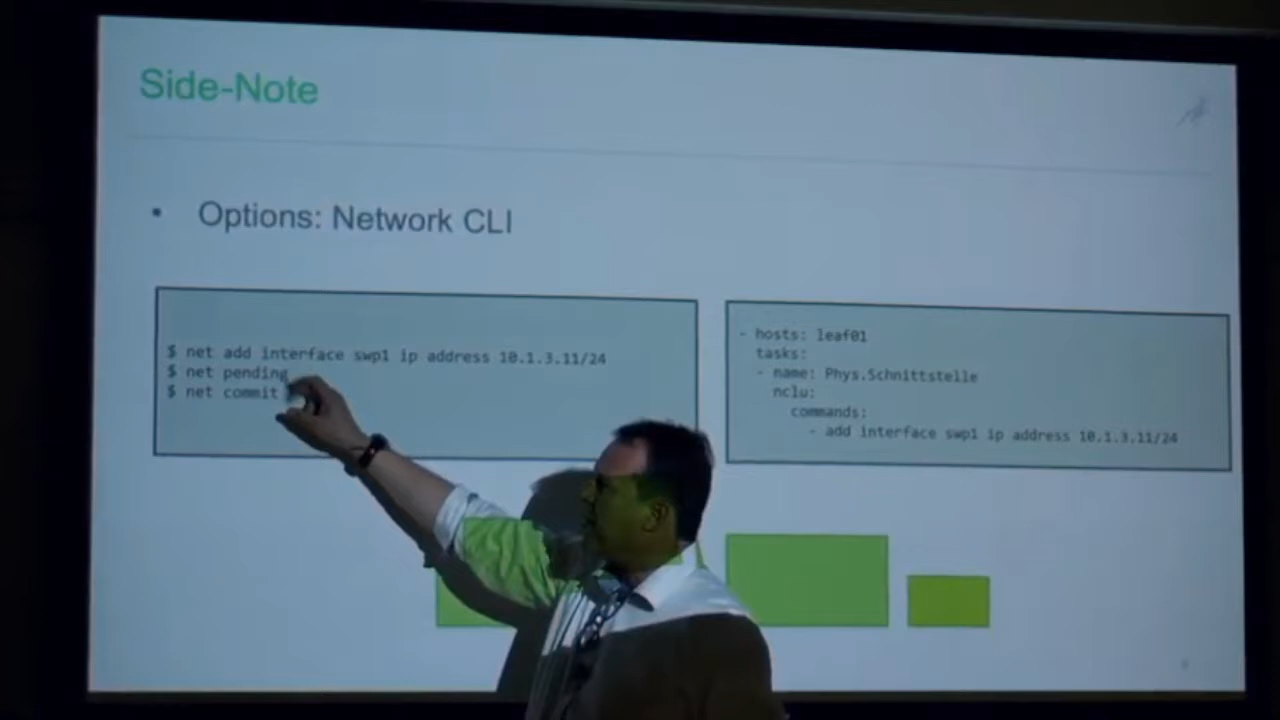 Side-Note
• Options: Network CLI
$ net add interface swp1 ip address 10.1.3.11/24
$ net pending
$ net commit
- hosts: leaf01
tasks:
- name: Phys.Schnittstelle
nclu:
commands:
- add interface swp1 ip address 10.1.3.11/24